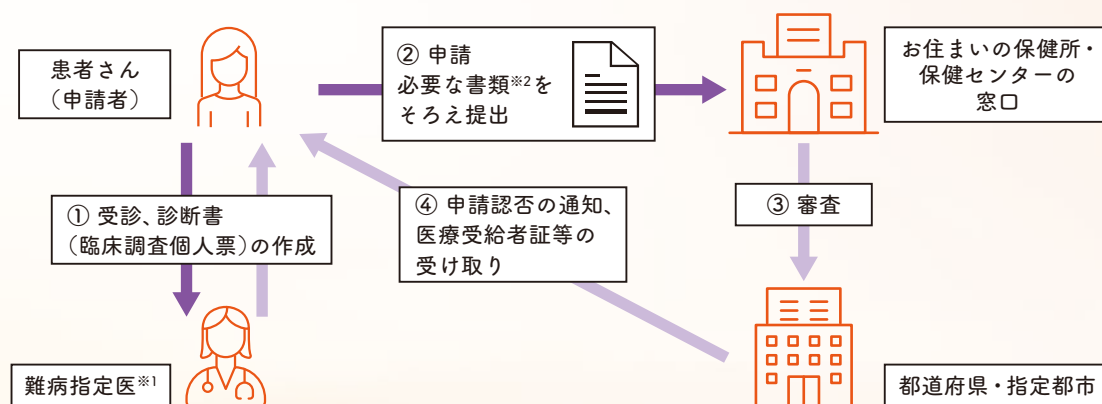 患者さん
（申請者）
② 申請
必要な書類※2を
そろえ提出
お住まいの保健所・
保健センターの
窓口
① 受診、診断書
（臨床調査個人票）の作成
④ 申請認否の通知、
医療受給者証等の
受け取り
③ 審査
難病指定医※1
都道府県・指定都市